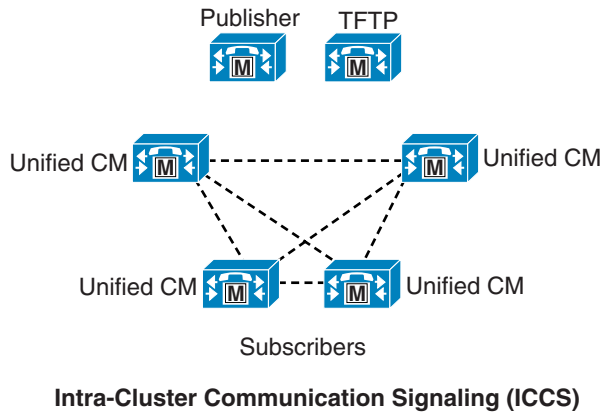 Publisher
TFTP
M
M
Unified CM
M
M
Unified CM
Unified CM
M
M
Unified CM
Subscribers
Intra-Cluster Communication Signaling (ICCS)